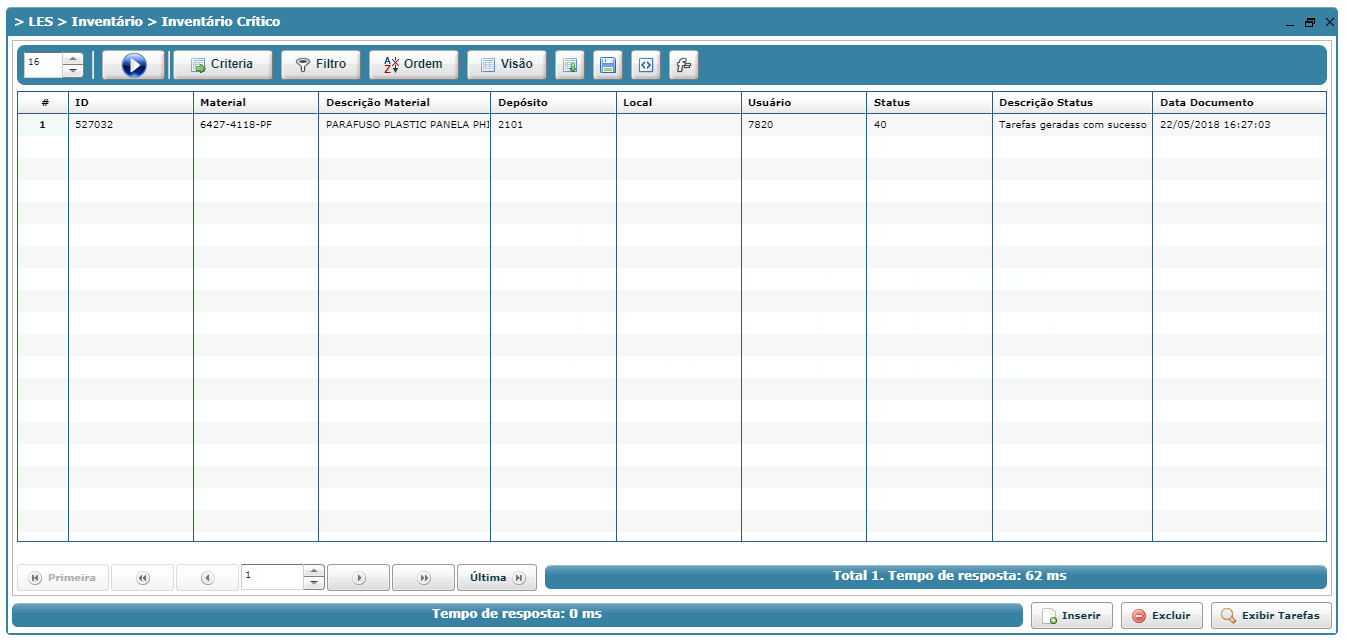 > LES > Inventário > Inventário Crítico
16 Criteria Filtro Ordem Visão
# ID Material Descrição Material Depósito Local Usuário Status Descrição Status Data Documento
1 527032 6427-4118-PF PARAFUSO PLASTIC PANELA PHI 2101 7820 40 Tarefas geradas com sucesso 22/05/2018 16:27:03
Primeira 1 Última Total 1. Tempo de resposta: 62 ms
Tempo de resposta: 0 ms Inserir Excluir Exibir Tarefas